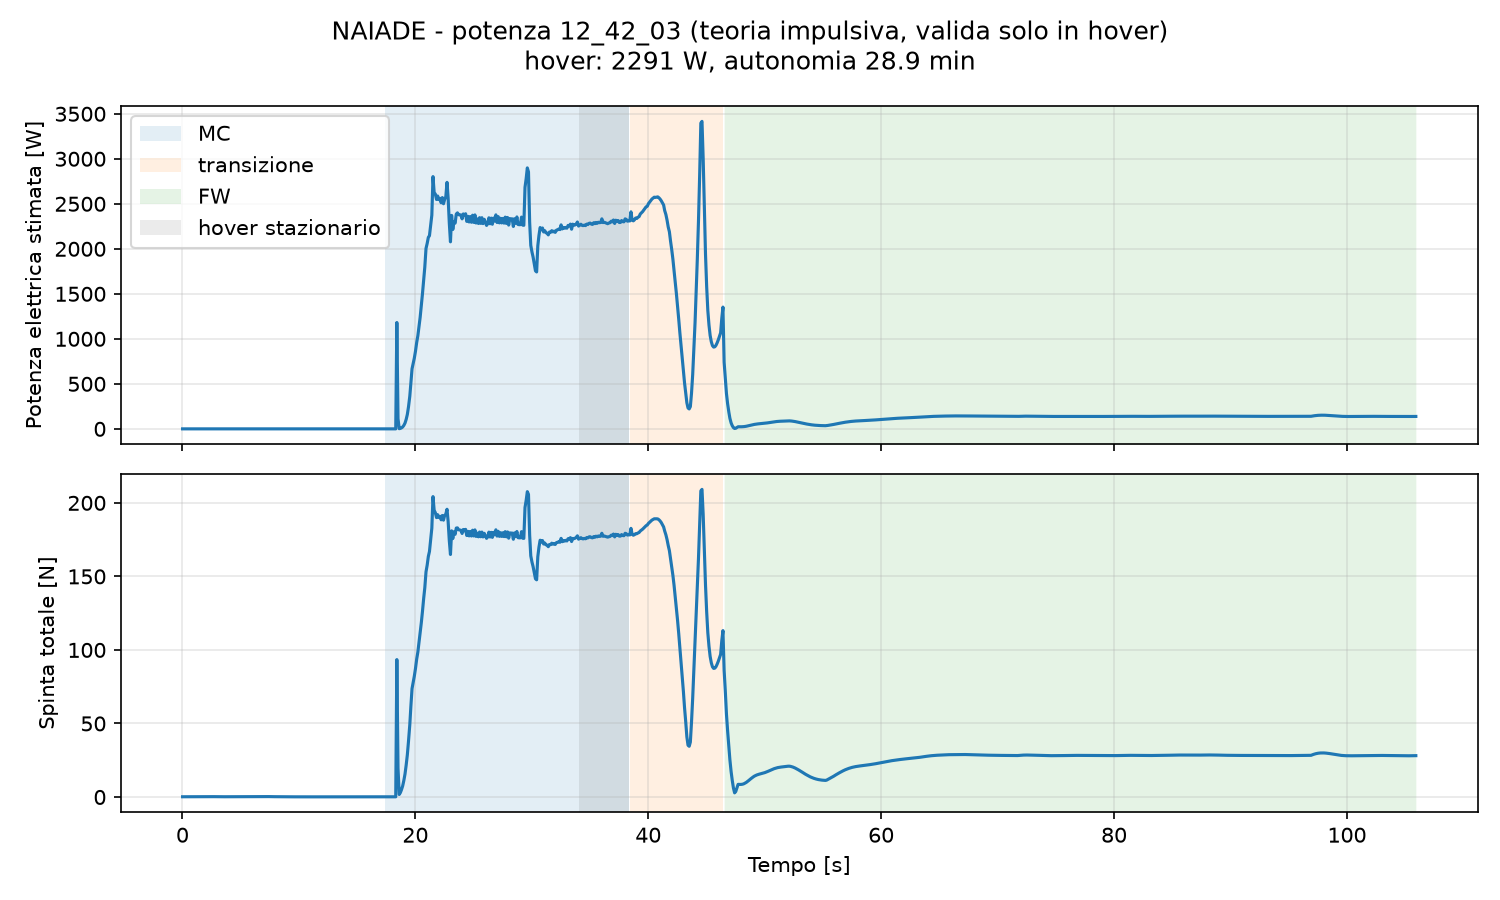 NAIADE - potenza 12_42_03 (teoria impulsiva, valida solo in hover)
hover: 2291 W, autonomia 28.9 min
Potenza elettrica stimata [W]
3500
3000
2500
2000
1500
1000
500
0
MC
transizione
FW
hover stazionario
Spinta totale [N]
200
150
100
50
0
0 20 40 60 80 100
Tempo [s]